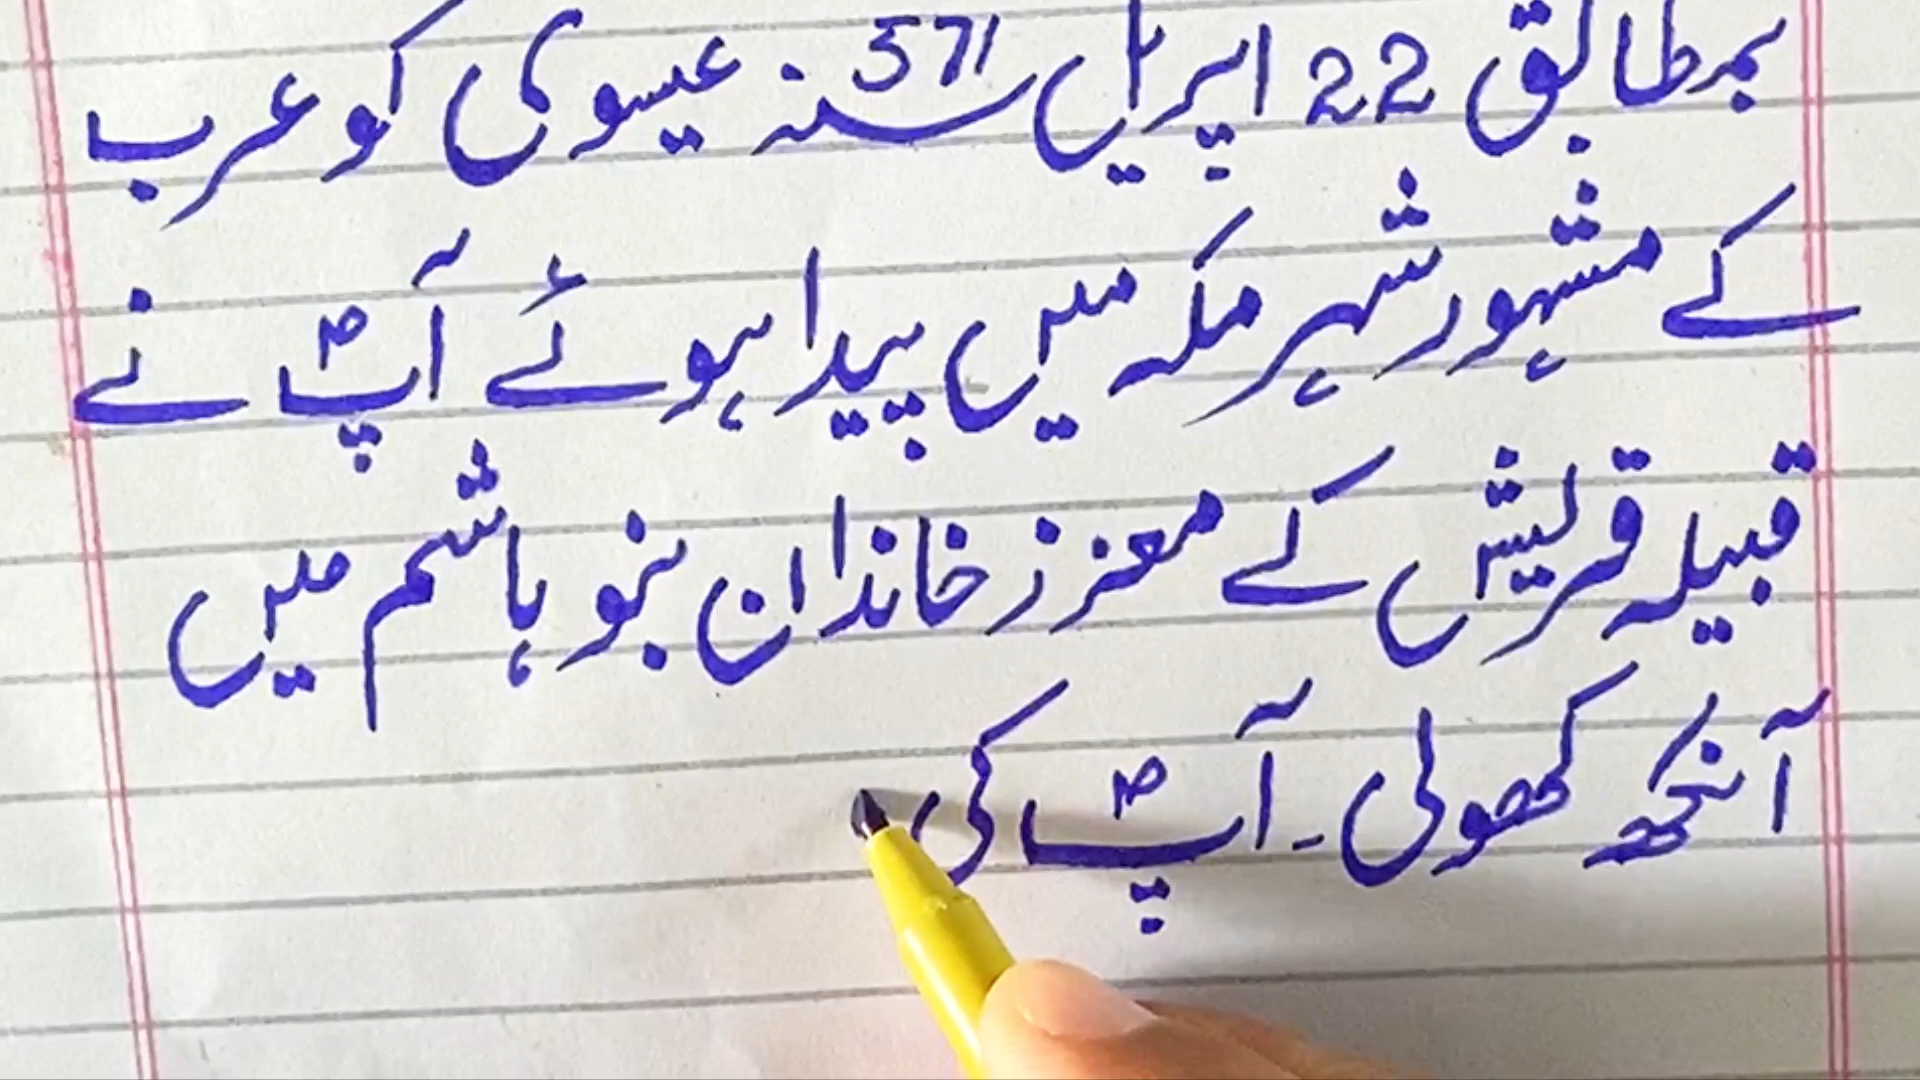 بمطابق 22 اپریل 571 سنہ عیسوی کو عرب
کے مشہور شہر مکہ میں پیدا ہوئے آپؐ نے
قبیلہ قریش کے معزز خاندان بنو ہاشم میں
آنکھ کھولی ۔ آپؐ کی